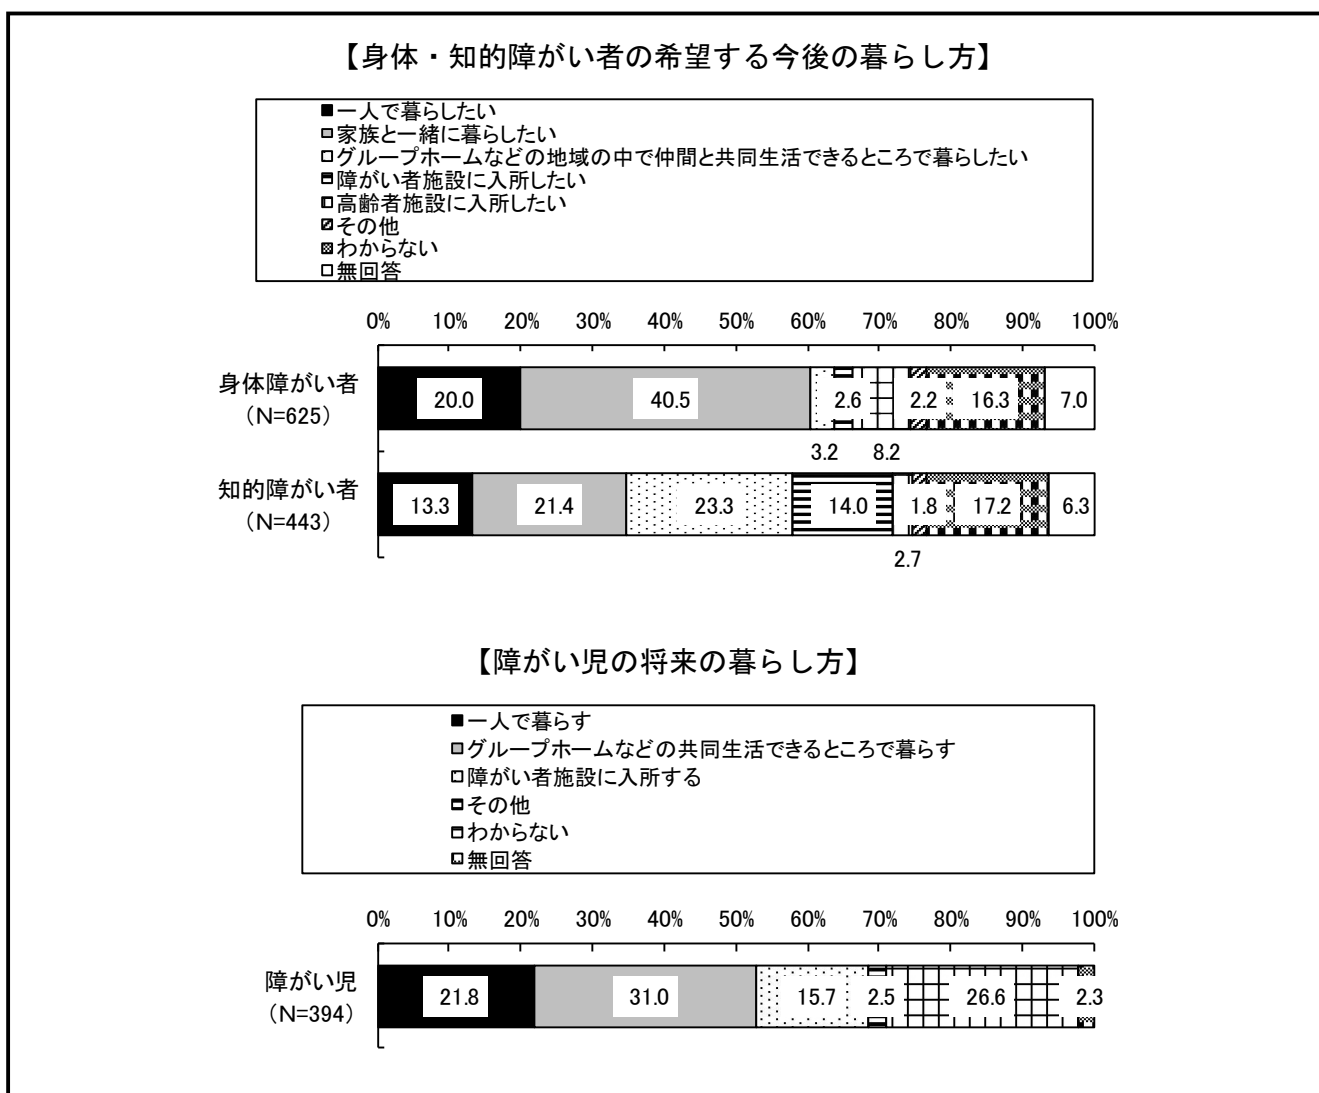 【身体・知的障がい者の希望する今後の暮らし方】
一人で暮らしたい
家族と一緒に暮らしたい
グループホームなどの地域の中で仲間と共同生活できるところで暮らしたい
障がい者施設に入所したい
高齢者施設に入所したい
その他
わからない
無回答
0% 10% 20% 30% 40% 50% 60% 70% 80% 90% 100%
身体障がい者
（N=625）
20.0 40.5 2.6 2.2 16.3 7.0
3.2 8.2
知的障がい者
（N=443）
13.3 21.4 23.3 14.0 1.8 17.2 6.3
2.7
【障がい児の将来の暮らし方】
一人で暮らす
グループホームなどの共同生活できるところで暮らす
障がい者施設に入所する
その他
わからない
無回答
0% 10% 20% 30% 40% 50% 60% 70% 80% 90% 100%
障がい児
（N=394）
21.8 31.0 15.7 2.5 26.6 2.3